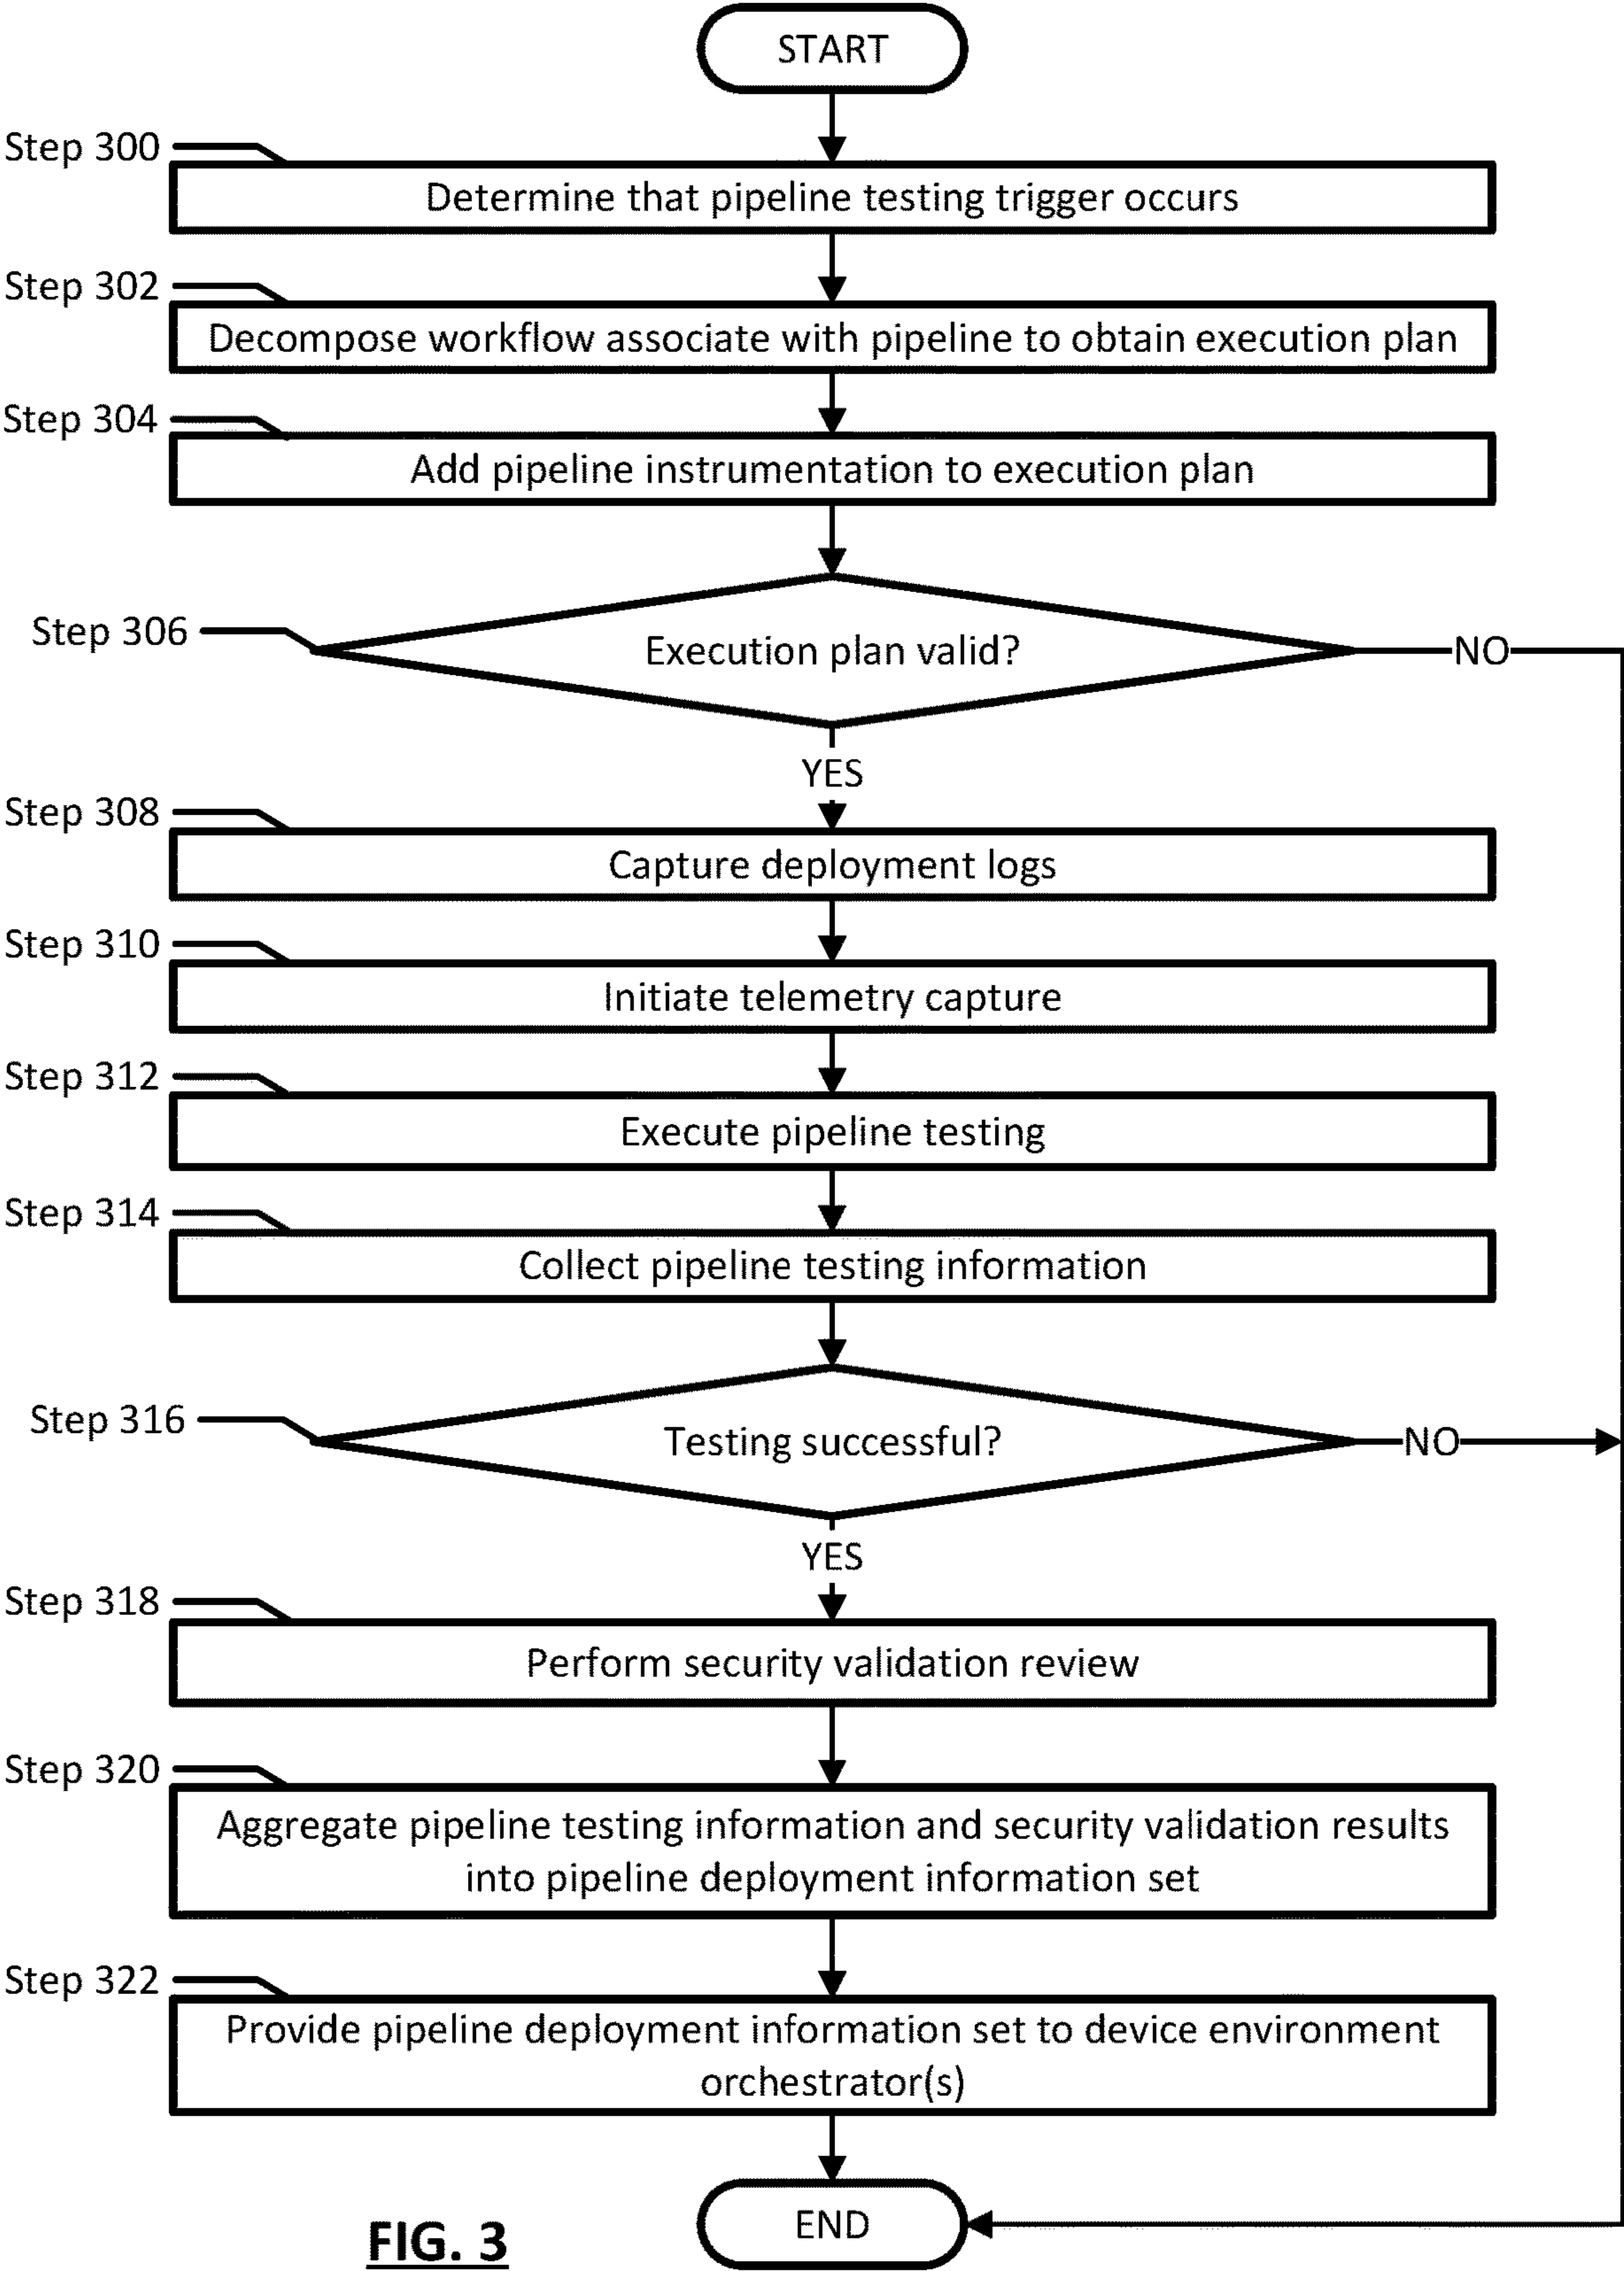 START
Step 300
Determine that pipeline testing trigger occurs
Step 302
Decompose workflow associate with pipeline to obtain execution plan
Step 304
Add pipeline instrumentation to execution plan
Step 306
Execution plan valid?
NO
YES
Step 308
Capture deployment logs
Step 310
Initiate telemetry capture
Step 312
Execute pipeline testing
Step 314
Collect pipeline testing information
Step 316
Testing successful?
NO
YES
Step 318
Perform security validation review
Step 320
Aggregate pipeline testing information and security validation results
into pipeline deployment information set
Step 322
Provide pipeline deployment information set to device environment
orchestrator(s)
END
FIG. 3